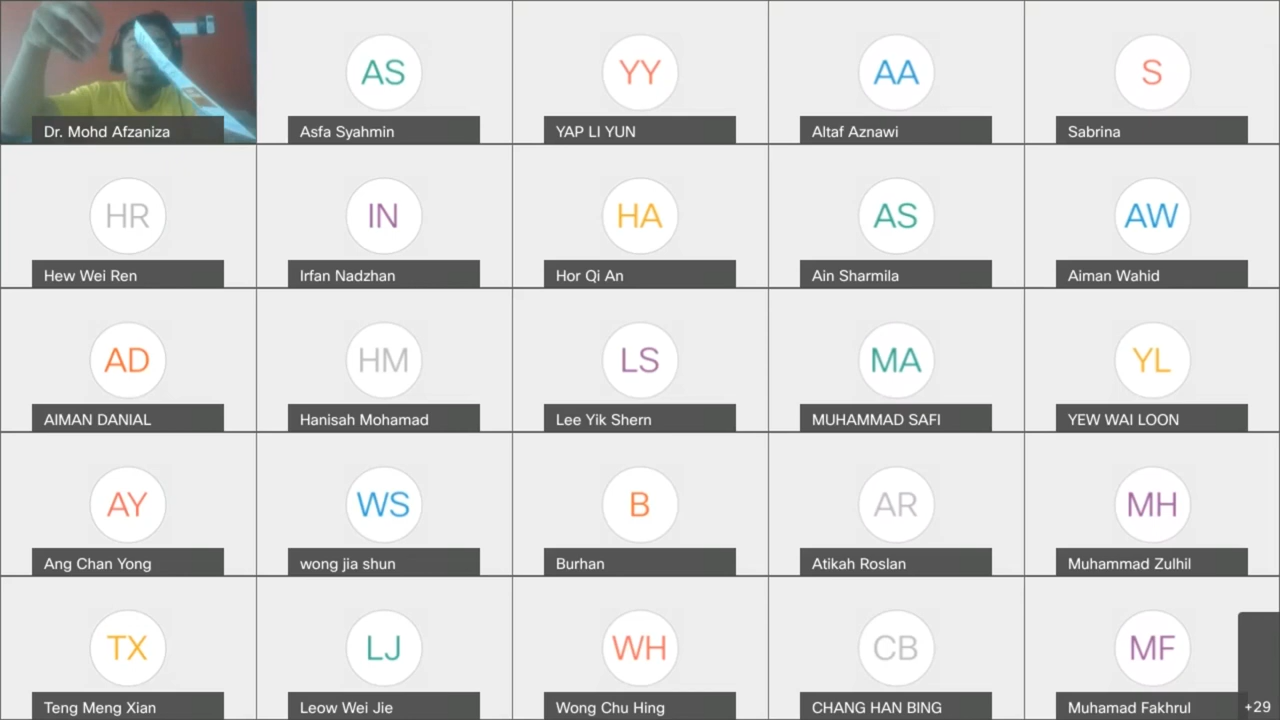 AS
YY
AA
S
Dr. Mohd Afzaniza
Asfa Syahmin
YAP LI YUN
Altaf Aznawi
Sabrina
HR
IN
HA
AS
AW
Hew Wei Ren
Irfan Nadzhan
Hor Qi An
Ain Sharmila
Aiman Wahid
AD
HM
LS
MA
YL
AIMAN DANIAL
Hanisah Mohamad
Lee Yik Shern
MUHAMMAD SAFI
YEW WAI LOON
AY
WS
B
AR
MH
Ang Chan Yong
wong jia shun
Burhan
Atikah Roslan
Muhammad Zulhil
TX
LJ
WH
CB
MF
Teng Meng Xian
Leow Wei Jie
Wong Chu Hing
CHANG HAN BING
Muhamad Fakhrul
+29